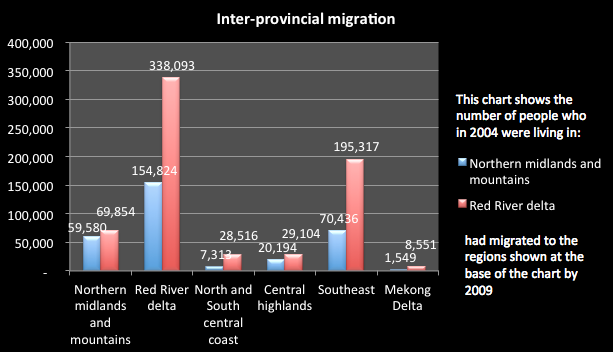 Inter-provincial migration
400,000
350,000
300,000
250,000
200,000
150,000
100,000
50,000
-
59,580
69,854
154,824
338,093
7,313
28,516
20,194
29,104
70,436
195,317
1,549
8,551
Northern
midlands
and
mountains
Red River
delta
North and
South
central
coast
Central
highlands
Southeast
Mekong
Delta
This chart shows the
number of people who
in 2004 were living in:
Northern midlands and
mountains
Red River delta
had migrated to the
regions shown at the
base of the chart by
2009